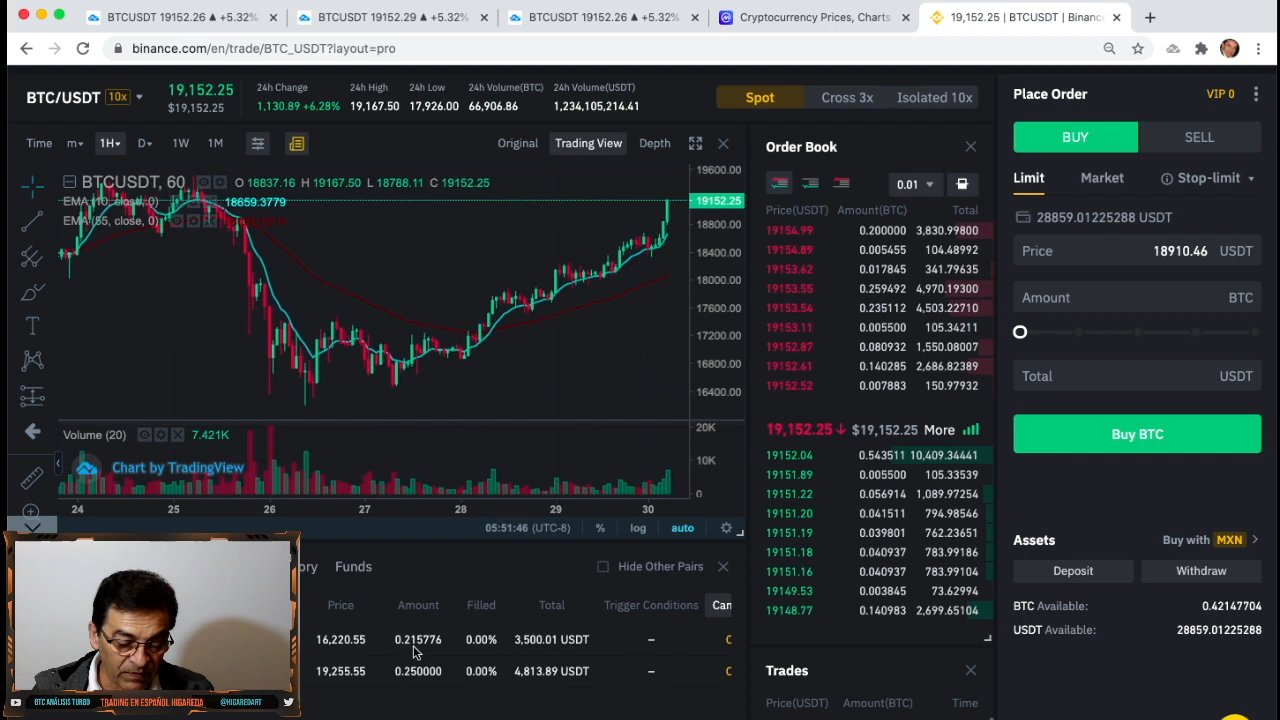 BTCUSDT 19152.26 ▲ +5.32%
BTCUSDT 19152.29 ▲ +5.32%
BTCUSDT 19152.26 ▲ +5.32%
Cryptocurrency Prices, Charts
19,152.25 | BTCUSDT | Binanc
binance.com/en/trade/BTC_USDT?layout=pro
BTC/USDT 10x
19,152.25
$19,152.25
24h Change
1,130.89 +6.28%
24h High
19,167.50
24h Low
17,926.00
24h Volume(BTC)
66,906.86
24h Volume(USDT)
1,234,105,214.41
Spot Cross 3x Isolated 10x
Time m 1H D 1W 1M
Original Trading View Depth
BTCUSDT, 60 O 18837.16 H 19167.50 L 18788.11 C 19152.25
EMA (10, close, 0) 18659.3779
EMA (55, close, 0)
19600.00
19152.25
18800.00
18400.00
18000.00
17600.00
17200.00
16800.00
16400.00
Volume (20) 7.421K
20K
10K
0
Chart by TradingView
24 25 26 27 28 29 30
05:51:46 (UTC-8) % log auto
Order Book
0.01
Price(USDT) Amount(BTC) Total
19154.99 0.200000 3,830.99800
19154.89 0.005455 104.48992
19153.62 0.017845 341.79635
19153.55 0.259492 4,970.19300
19153.54 0.235112 4,503.22710
19153.11 0.005500 105.34211
19152.87 0.080932 1,550.08007
19152.61 0.140285 2,686.82389
19152.52 0.007883 150.97932
19,152.25↓ $19,152.25 More
19152.04 0.543511 10,409.34441
19151.89 0.005500 105.33539
19151.22 0.056914 1,089.97254
19151.20 0.041511 794.98546
19151.19 0.039801 762.23651
19151.18 0.040937 783.99186
19151.16 0.040937 783.99104
19149.53 0.003845 73.62994
19148.77 0.140983 2,699.65104
Trades
Price(USDT) Amount(BTC) Time
Place Order VIP 0
BUY SELL
Limit Market Stop-limit
28859.01225288 USDT
Price 18910.46 USDT
Amount BTC
Total USDT
Buy BTC
Assets Buy with MXN
Deposit Withdraw
BTC Available: 0.42147704
USDT Available: 28859.01225288
ory Funds Hide Other Pairs
Price Amount Filled Total Trigger Conditions Can
16,220.55 0.215776 0.00% 3,500.01 USDT – C
19,255.55 0.250000 0.00% 4,813.89 USDT – C
BTC ANÁLISIS TURBO TRADING EN ESPAÑOL HIGAREDA @HIGAREDART